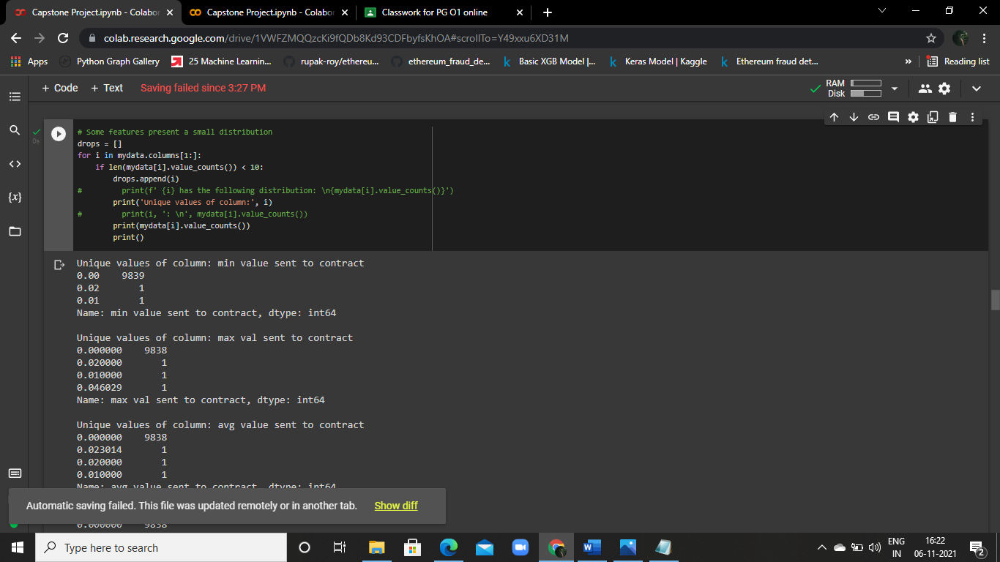 Capstone Project.ipynb - Colabor
Capstone Project.ipynb - Colabor
Classwork for PG O1 online
colab.research.google.com/drive/1VWFZMQQzcKi9fQDb8Kd93CDFbyfsKhOA#scrollTo=Y49xxu6XD31M
Apps
Python Graph Gallery
25 Machine Learnin...
rupak-roy/ethereu...
ethereum_fraud_de...
Basic XGB Model |...
Keras Model | Kaggle
Ethereum fraud det...
»
Reading list
+ Code
+ Text
Saving failed since 3:27 PM
RAM
Disk
0s
# Some features present a small distribution
drops = []
for i in mydata.columns[1:]:
    if len(mydata[i].value_counts()) < 10:
        drops.append(i)
#         print(f' {i} has the following distribution: \n{mydata[i].value_counts()}')
        print('Unique values of column:', i)
#         print(i, ': \n', mydata[i].value_counts())
        print(mydata[i].value_counts())
        print()
Unique values of column: min value sent to contract
0.00    9839
0.02       1
0.01       1
Name: min value sent to contract, dtype: int64
Unique values of column: max val sent to contract
0.000000    9838
0.020000       1
0.010000       1
0.046029       1
Name: max val sent to contract, dtype: int64
Unique values of column: avg value sent to contract
0.000000    9838
0.023014       1
0.020000       1
0.010000       1
Name: avg value sent to contract, dtype: int64
Automatic saving failed. This file was updated remotely or in another tab.
Show diff
0.000000    9838
Type here to search
ENG
IN
16:22
06-11-2021
2